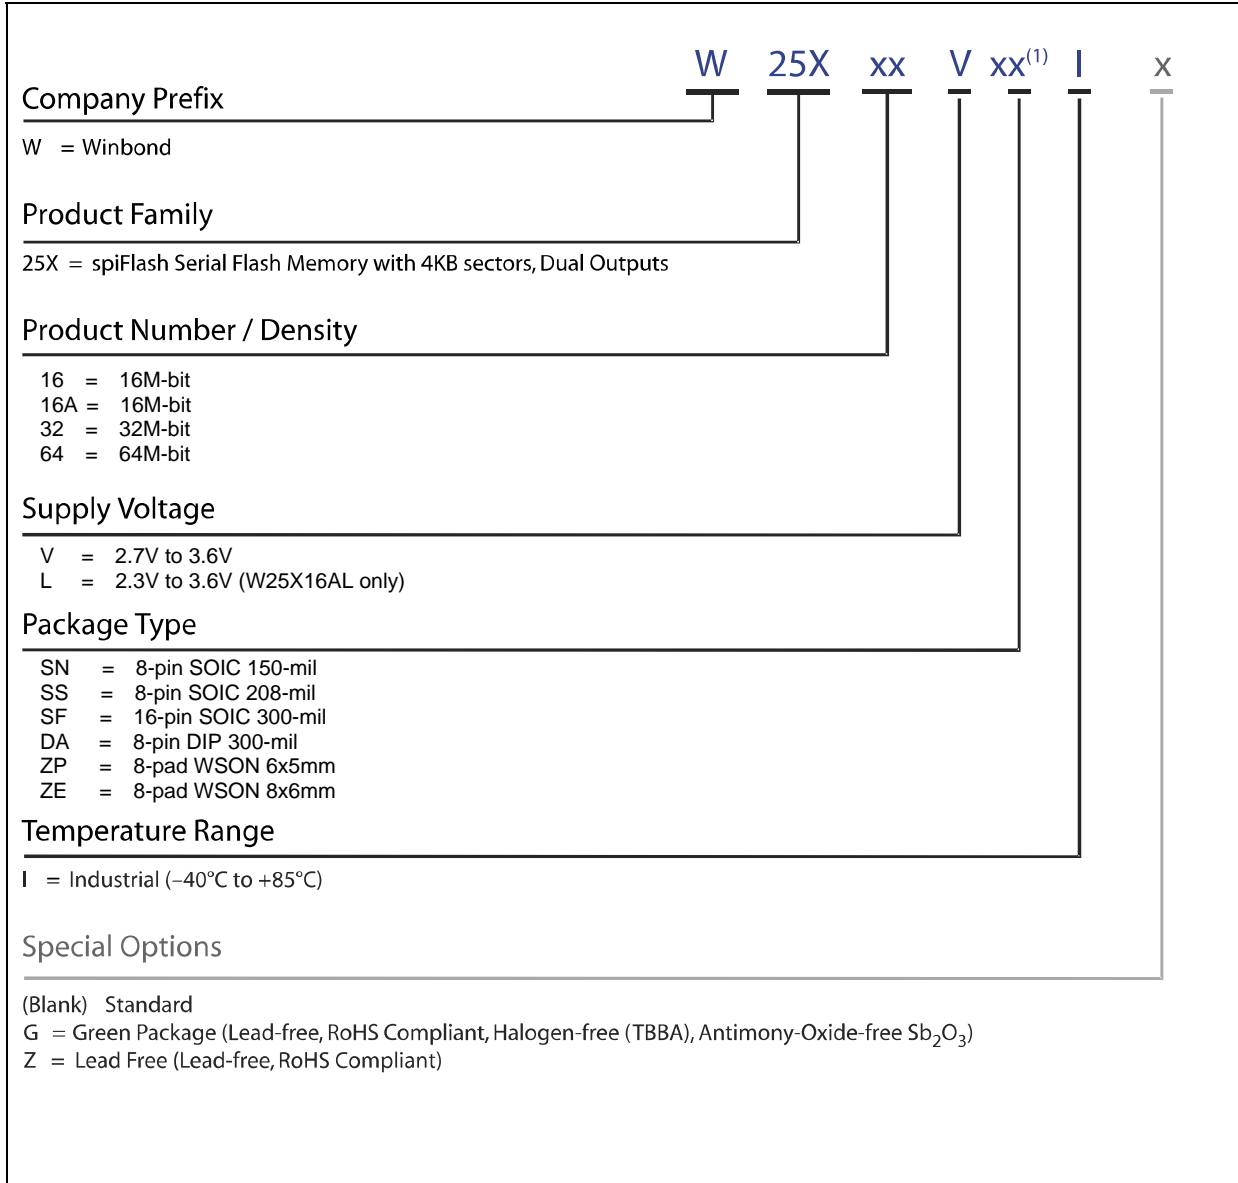 W 25X xx V xx(1) I x
Company Prefix
W = Winbond
Product Family
25X = spiFlash Serial Flash Memory with 4KB sectors, Dual Outputs
Product Number / Density
16 = 16M-bit
16A = 16M-bit
32 = 32M-bit
64 = 64M-bit
Supply Voltage
V = 2.7V to 3.6V
L = 2.3V to 3.6V (W25X16AL only)
Package Type
SN = 8-pin SOIC 150-mil
SS = 8-pin SOIC 208-mil
SF = 16-pin SOIC 300-mil
DA = 8-pin DIP 300-mil
ZP = 8-pad WSON 6x5mm
ZE = 8-pad WSON 8x6mm
Temperature Range
I = Industrial (–40°C to +85°C)
Special Options
(Blank) Standard
G = Green Package (Lead-free, RoHS Compliant, Halogen-free (TBBA), Antimony-Oxide-free Sb2O3)
Z = Lead Free (Lead-free, RoHS Compliant)